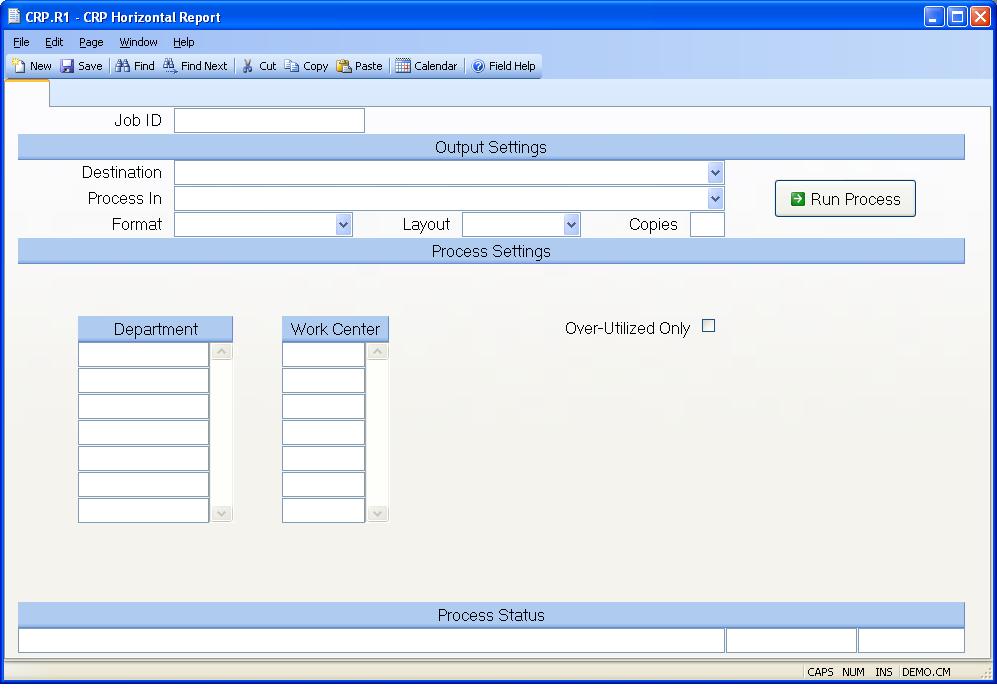 CRP.R1 - CRP Horizontal Report
File Edit Page Window Help
New Save Find Find Next Cut Copy Paste Calendar Field Help
Job ID
Output Settings
Destination
Process In
Run Process
Format Layout Copies
Process Settings
Department Work Center Over-Utilized Only
Process Status
CAPS NUM INS DEMO.CM